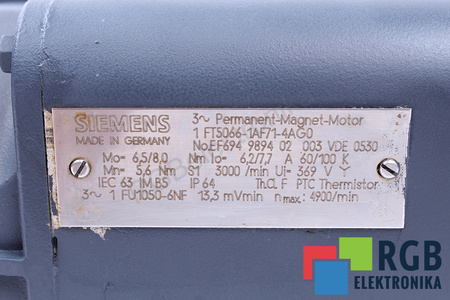 SIEMENS
MADE IN GERMANY
3~ Permanent-Magnet-Motor
1 FT5066-1AF71-4AG0
No.EF694 9894 02 003 VDE 0530
Mo= 6,5/8,0 Nm Io= 6,2/7,7 A 60/100 K
Mn= 5,6 Nm S1 3000 /min Ui= 369 V Y
IEC 63 IM B5 IP 64 Th.Cl. F PTC Thermistor
3~ 1 FU1050-6NF 13,3 mVmin nmax.: 4900/min
RGB
ELEKTRONIKA